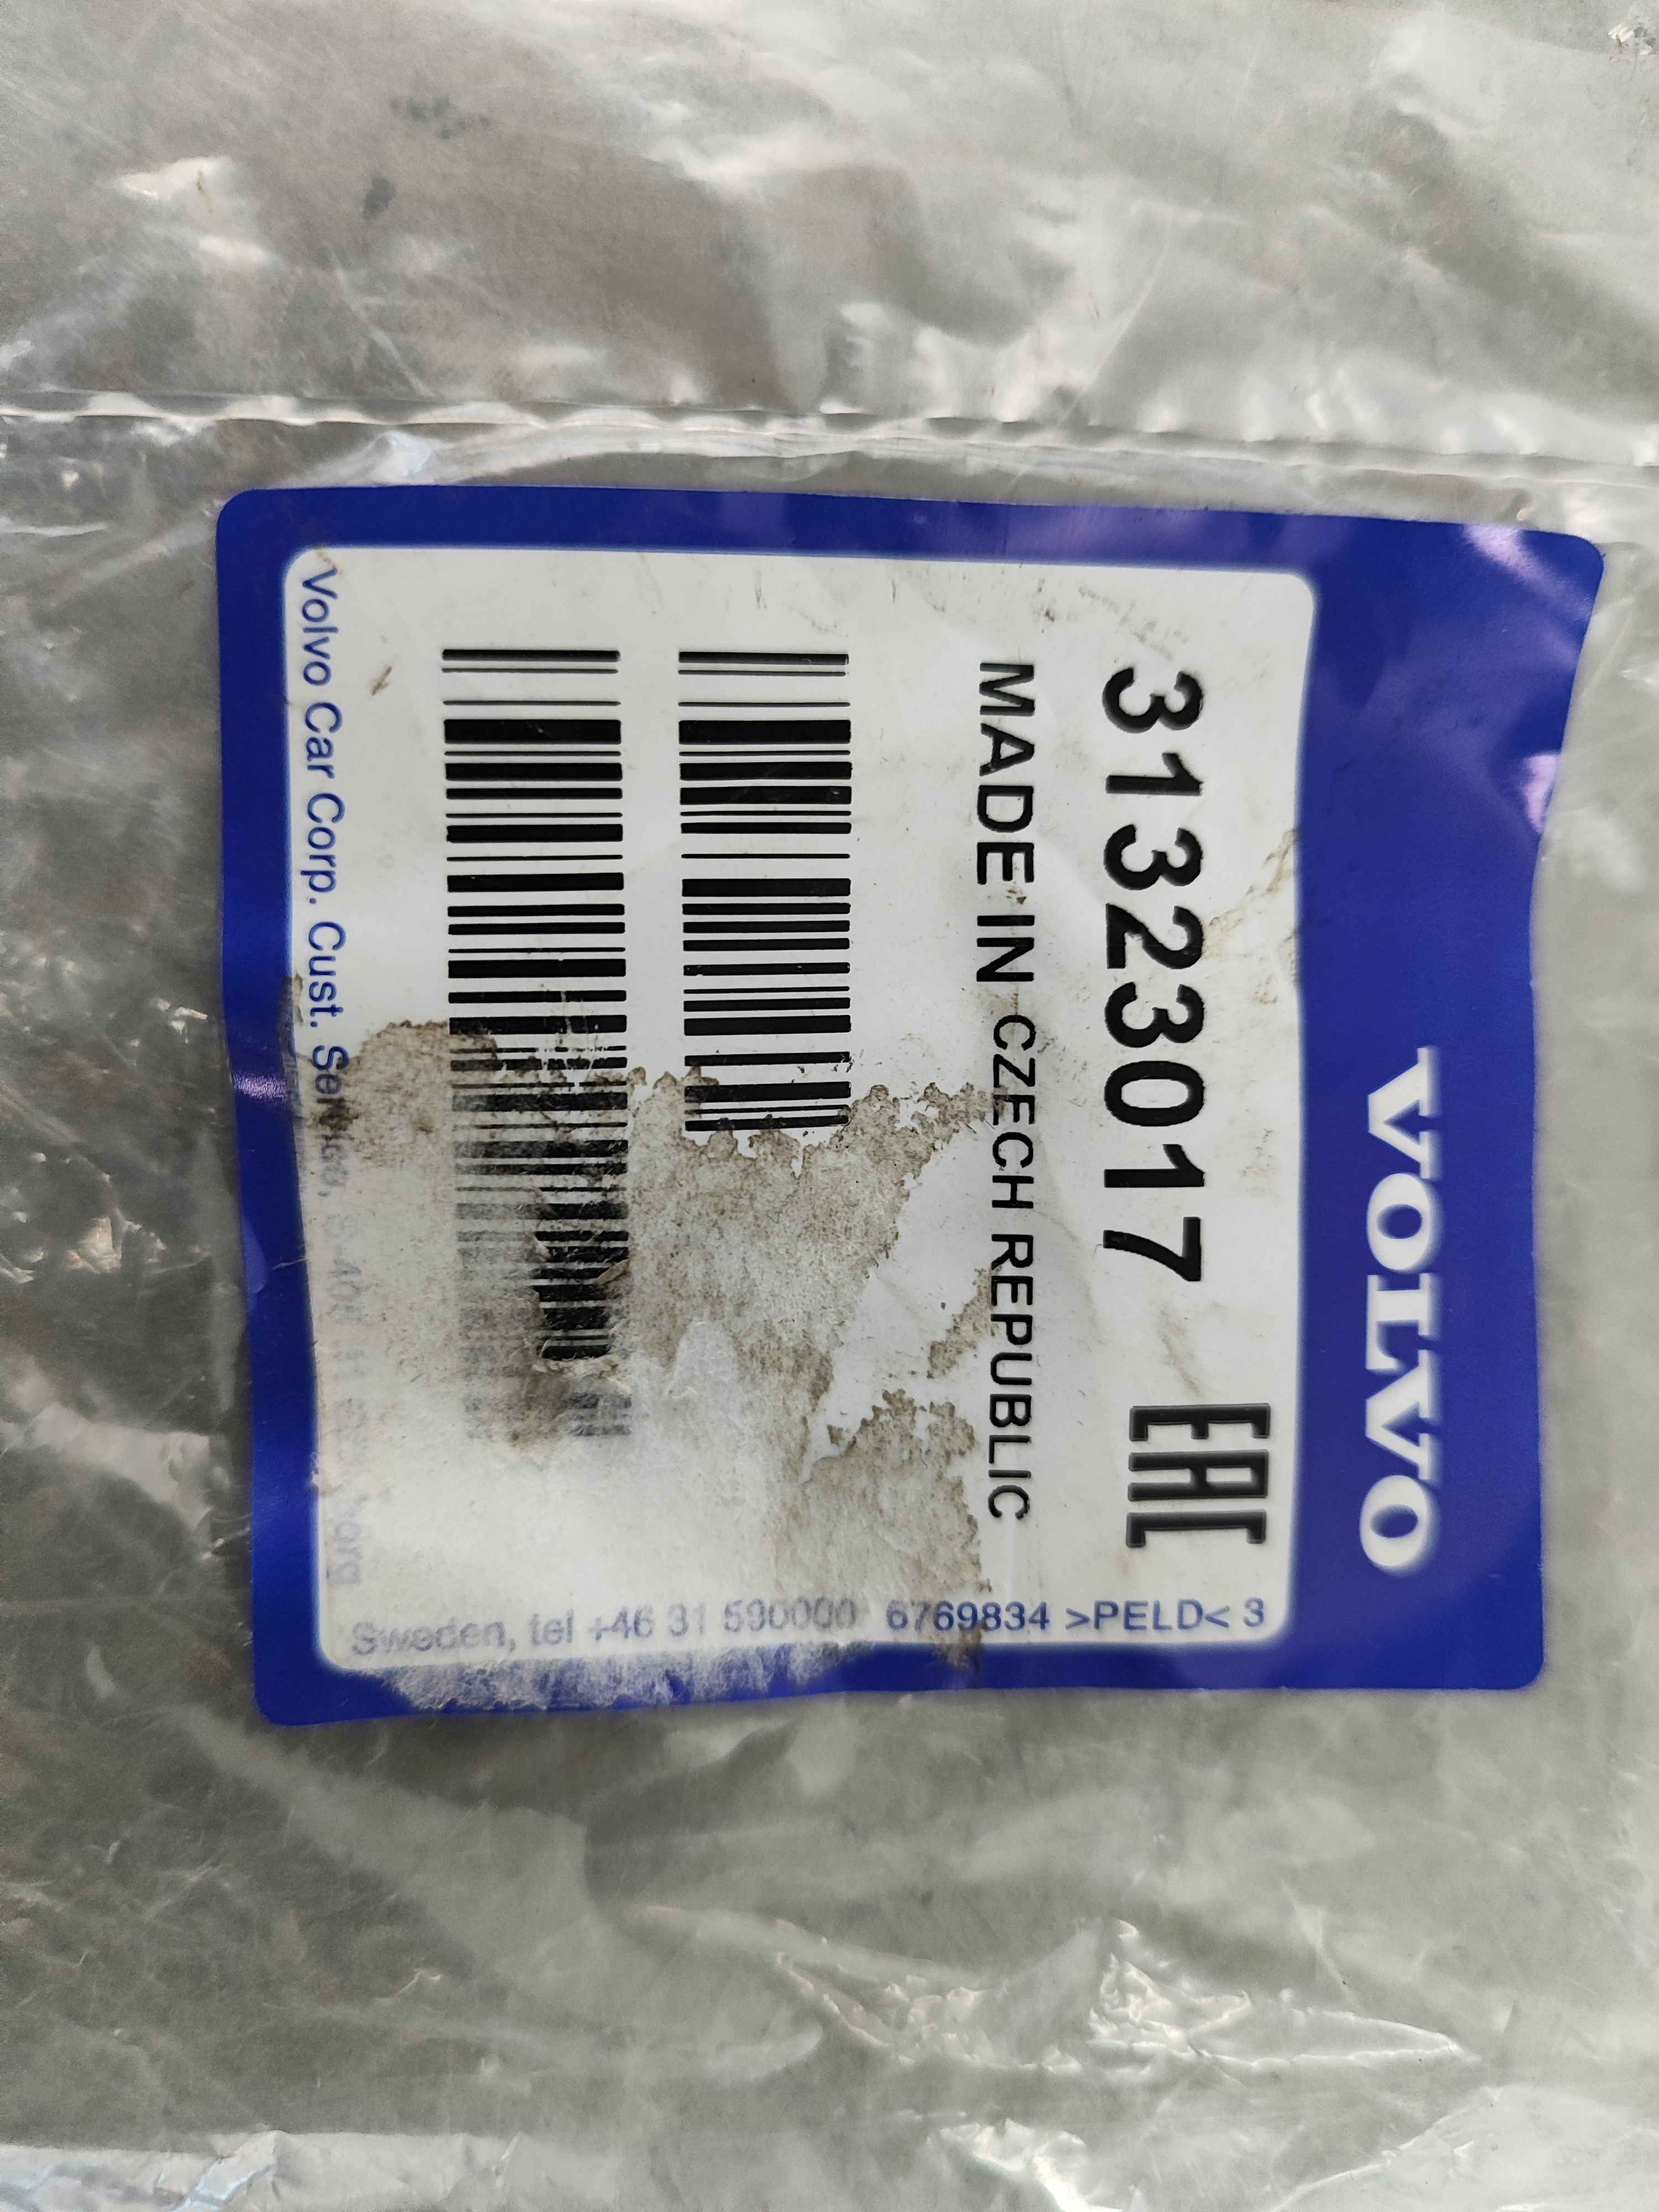 VOLVO
31323017 EAC
MADE IN CZECH REPUBLIC
Volvo Car Corp. Cust. Service,
Sweden, tel +46 31 590000 6769834 >PELD< 3